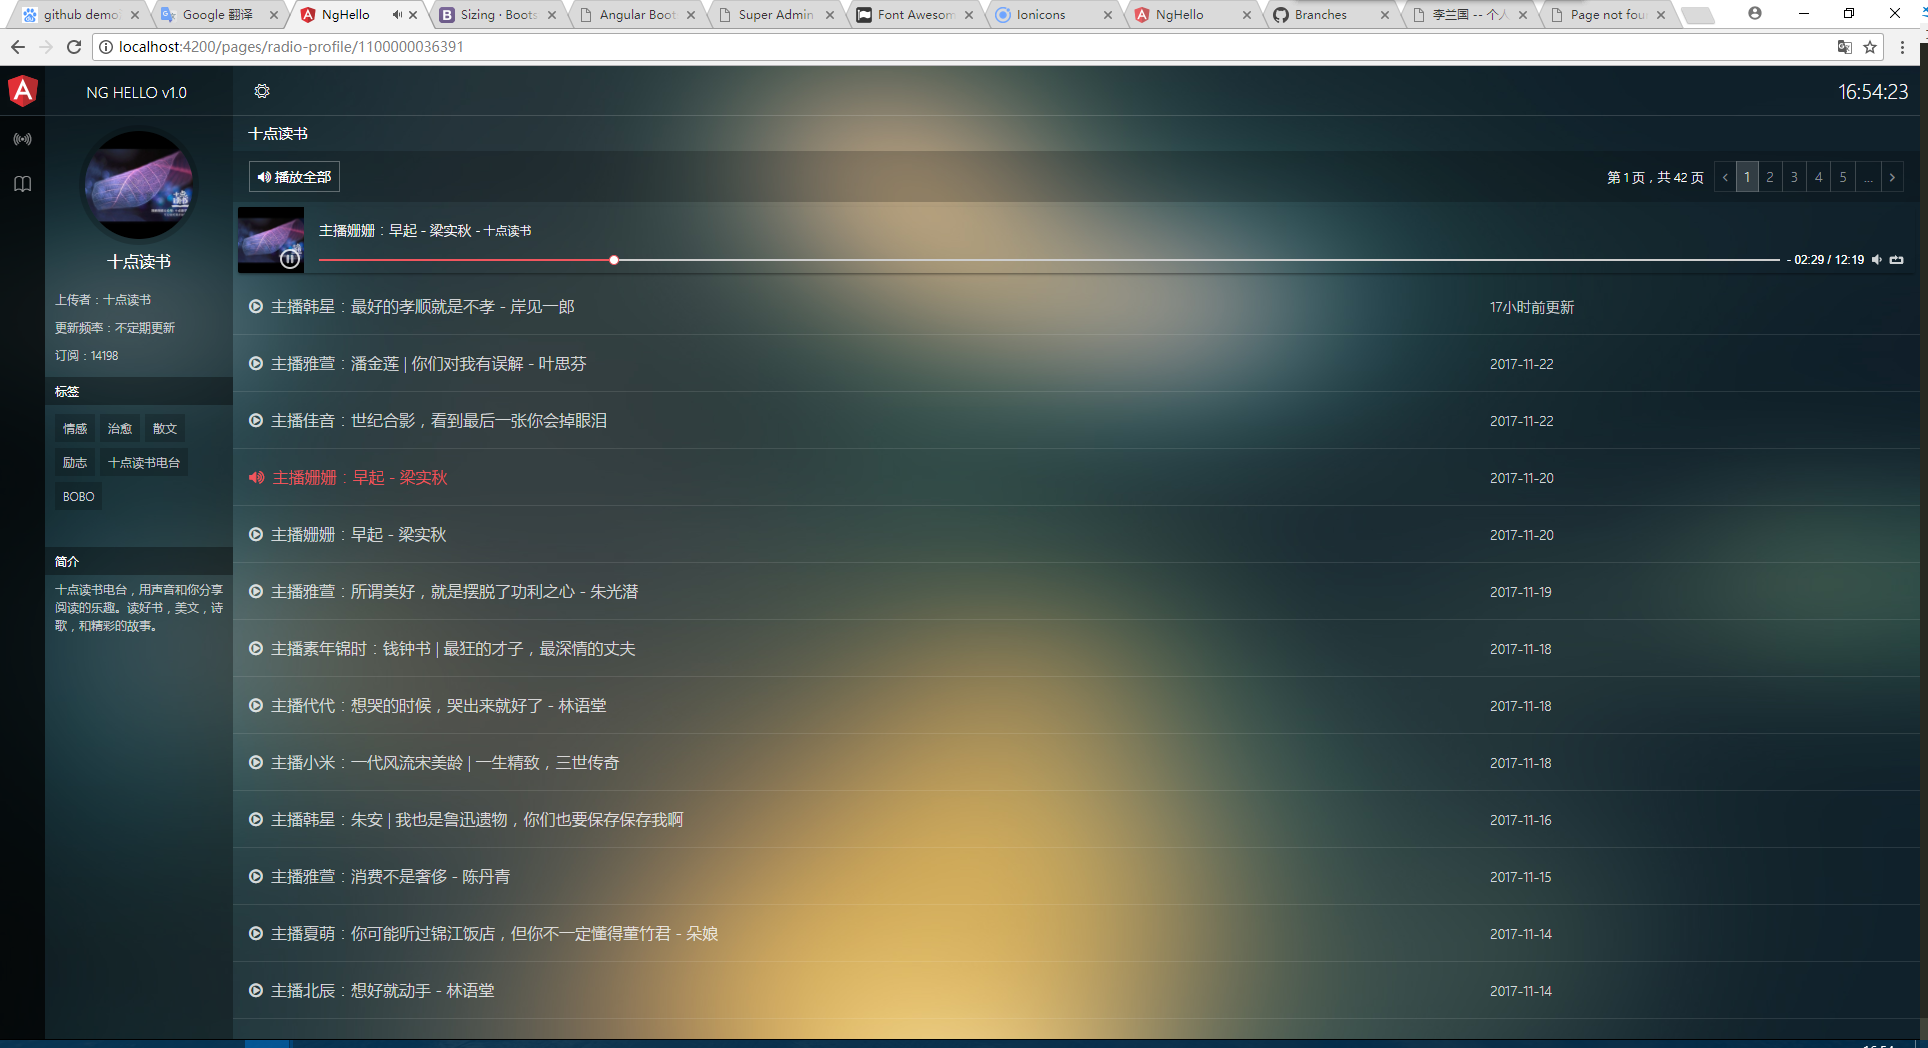 github demo
Google 翻译
NgHello
Sizing · Boots
Angular Boot
Super Admin
Font Awesom
Ionicons
NgHello
Branches
李兰国 -- 个人
Page not fou
localhost:4200/pages/radio-profile/1100000036391
NG HELLO v1.0
16:54:23
十点读书
上传者：十点读书
更新频率：不定期更新
订阅：14198
标签
情感 治愈 散文
励志 十点读书电台
BOBO
简介
十点读书电台，用声音和你分享
阅读的乐趣。读好书，美文，诗
歌，和精彩的故事。
十点读书
播放全部
第 1 页，共 42 页 < 1 2 3 4 5 ... >
主播姗姗：早起 - 梁实秋 - 十点读书
- 02:29 / 12:19
主播韩星：最好的孝顺就是不孝 - 岸见一郎 17小时前更新
主播雅萱：潘金莲 | 你们对我有误解 - 叶思芬 2017-11-22
主播佳音：世纪合影，看到最后一张你会掉眼泪 2017-11-22
主播姗姗：早起 - 梁实秋 2017-11-20
主播姗姗：早起 - 梁实秋 2017-11-20
主播雅萱：所谓美好，就是摆脱了功利之心 - 朱光潜 2017-11-19
主播素年锦时：钱钟书 | 最狂的才子，最深情的丈夫 2017-11-18
主播代代：想哭的时候，哭出来就好了 - 林语堂 2017-11-18
主播小米：一代风流宋美龄 | 一生精致，三世传奇 2017-11-18
主播韩星：朱安 | 我也是鲁迅遗物，你们也要保存保存我啊 2017-11-16
主播雅萱：消费不是奢侈 - 陈丹青 2017-11-15
主播夏萌：你可能听过锦江饭店，但你不一定懂得董竹君 - 朵娘 2017-11-14
主播北辰：想好就动手 - 林语堂 2017-11-14